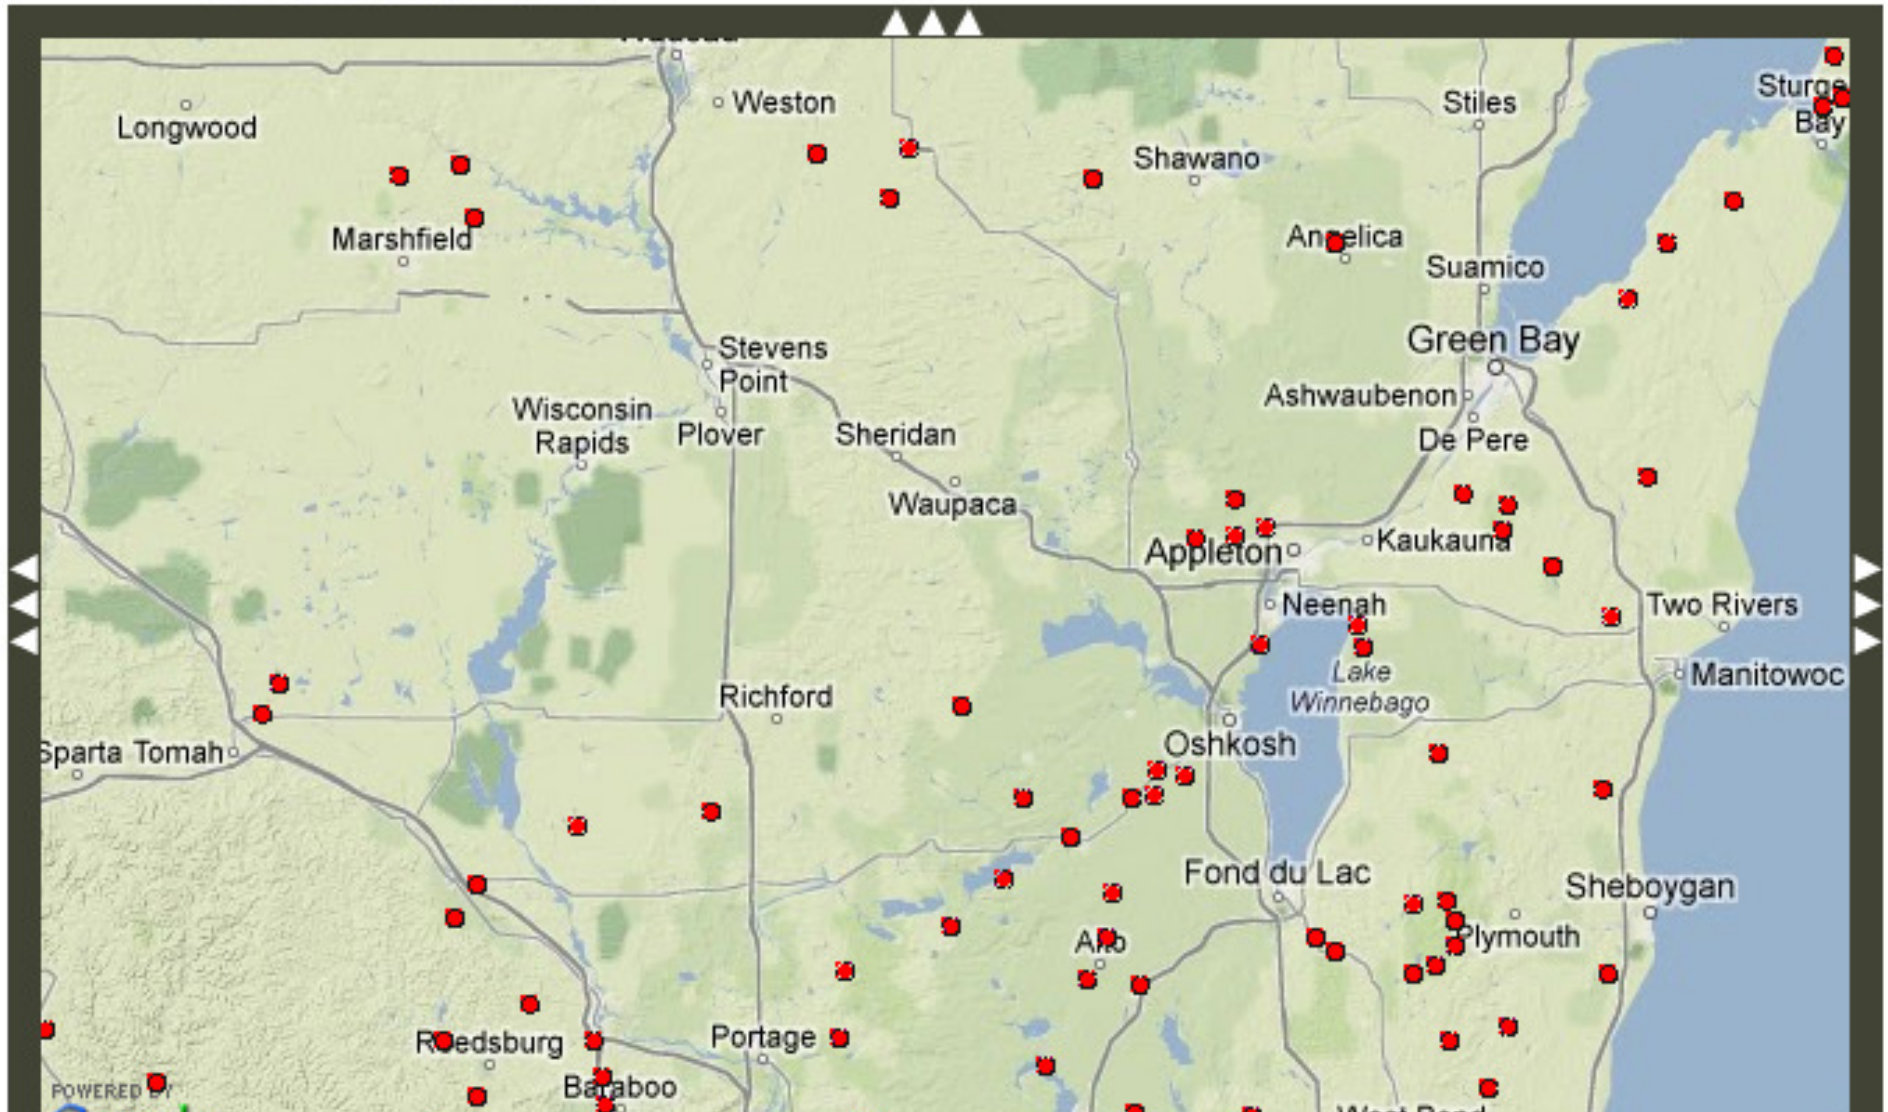 Weston
Longwood
Stiles
Sturge
Bay
Shawano
Marshfield
Angelica
Suamico
Green Bay
Stevens
Point
Ashwaubenon
Wisconsin
Rapids
Plover
Sheridan
De Pere
Waupaca
Appleton
Kaukauna
Neenah
Two Rivers
Lake
Winnebago
Manitowoc
Richford
Oshkosh
Sparta
Tomah
Fond du Lac
Sheboygan
Plymouth
Reedsburg
Portage
Baraboo
POWERED BY